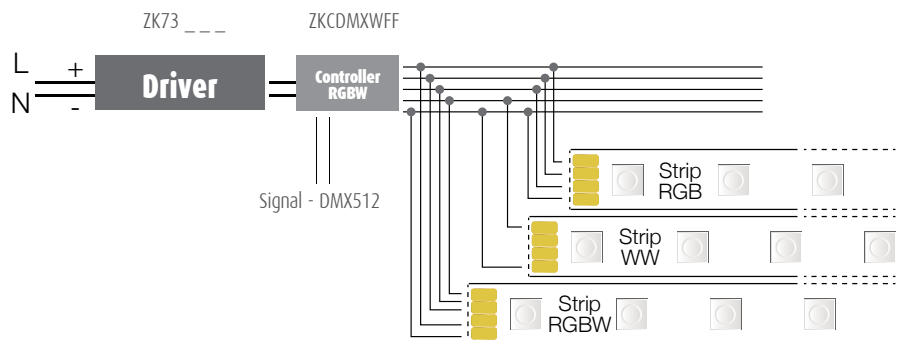 ZK73 _ _ _
ZKCDMXWFF
L
+
Driver
Controller
RGBW
N
-
Signal - DMX512
Strip
RGB
Strip
WW
Strip
RGBW